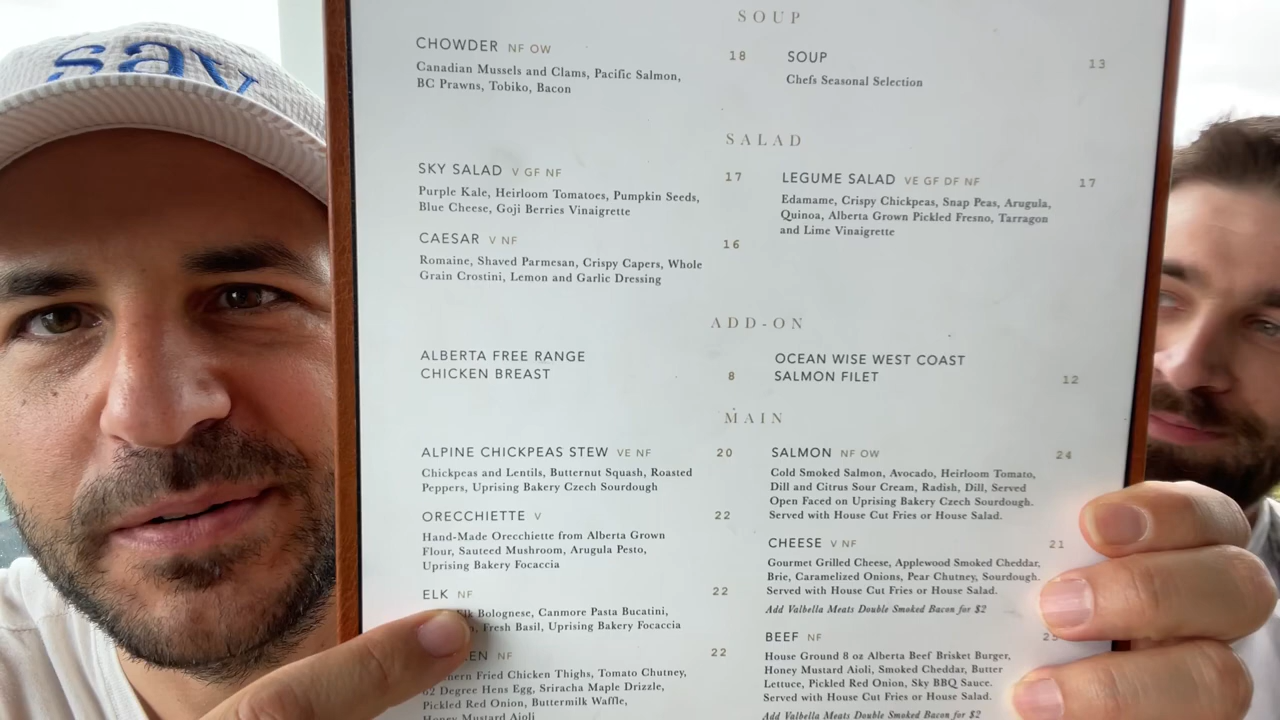 sav
SOUP
CHOWDER NF OW 18
Canadian Mussels and Clams, Pacific Salmon,
BC Prawns, Tobiko, Bacon
SOUP 13
Chefs Seasonal Selection
SALAD
SKY SALAD V GF NF 17
Purple Kale, Heirloom Tomatoes, Pumpkin Seeds,
Blue Cheese, Goji Berries Vinaigrette
CAESAR V NF 16
Romaine, Shaved Parmesan, Crispy Capers, Whole
Grain Crostini, Lemon and Garlic Dressing
LEGUME SALAD VE GF DF NF 17
Edamame, Crispy Chickpeas, Snap Peas, Arugula,
Quinoa, Alberta Grown Pickled Fresno, Tarragon
and Lime Vinaigrette
ADD-ON
ALBERTA FREE RANGE
CHICKEN BREAST 8
OCEAN WISE WEST COAST
SALMON FILET 12
MAIN
ALPINE CHICKPEAS STEW VE NF 20
Chickpeas and Lentils, Butternut Squash, Roasted
Peppers, Uprising Bakery Czech Sourdough
ORECCHIETTE V 22
Hand-Made Orecchiette from Alberta Grown
Flour, Sauteed Mushroom, Arugula Pesto,
Uprising Bakery Focaccia
ELK NF 22
Elk Bolognese, Canmore Pasta Bucatini,
Fresh Basil, Uprising Bakery Focaccia
NF 22
Fried Chicken Thighs, Tomato Chutney,
62 Degree Hens Egg, Sriracha Maple Drizzle,
Pickled Red Onion, Buttermilk Waffle,
Honey Mustard Aioli
SALMON NF OW 24
Cold Smoked Salmon, Avocado, Heirloom Tomato,
Dill and Citrus Sour Cream, Radish, Dill, Served
Open Faced on Uprising Bakery Czech Sourdough.
Served with House Cut Fries or House Salad.
CHEESE V NF 21
Gourmet Grilled Cheese, Applewood Smoked Cheddar,
Brie, Caramelized Onions, Pear Chutney, Sourdough.
Served with House Cut Fries or House Salad.
Add Valbella Meats Double Smoked Bacon for $2
BEEF NF
House Ground 8 oz Alberta Beef Brisket Burger,
Honey Mustard Aioli, Smoked Cheddar, Butter
Lettuce, Pickled Red Onion, Sky BBQ Sauce.
Served with House Cut Fries or House Salad.
Add Valbella Meats Double Smoked Bacon for $2